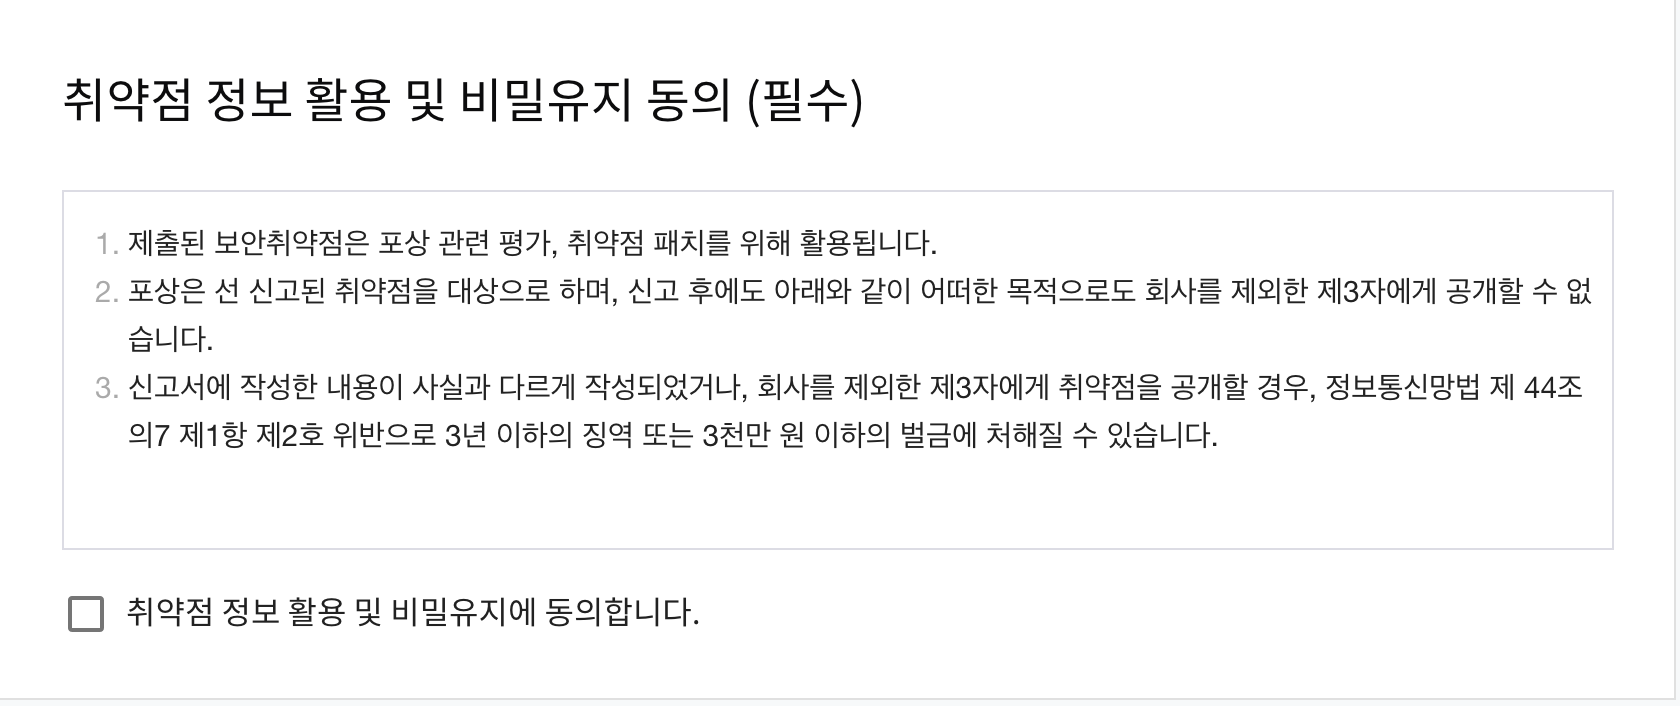 취약점 정보 활용 및 비밀유지 동의 (필수)
1. 제출된 보안취약점은 포상 관련 평가, 취약점 패치를 위해 활용됩니다.
2. 포상은 선 신고된 취약점을 대상으로 하며, 신고 후에도 아래와 같이 어떠한 목적으로도 회사를 제외한 제3자에게 공개할 수 없
습니다.
3. 신고서에 작성한 내용이 사실과 다르게 작성되었거나, 회사를 제외한 제3자에게 취약점을 공개할 경우, 정보통신망법 제 44조
의7 제1항 제2호 위반으로 3년 이하의 징역 또는 3천만 원 이하의 벌금에 처해질 수 있습니다.
취약점 정보 활용 및 비밀유지에 동의합니다.